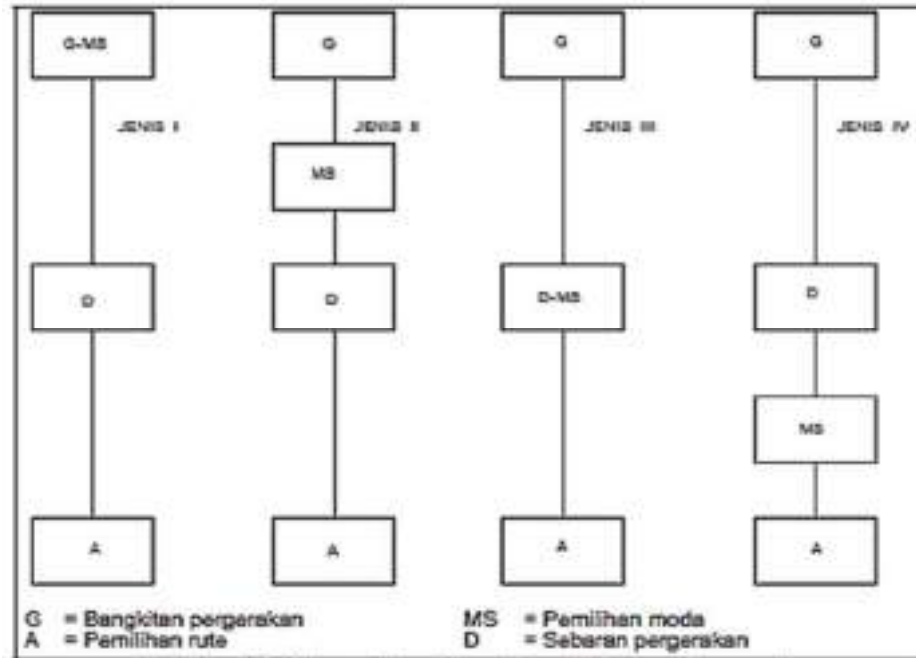 G-MS G G G
JENIS I JENIS II JENIS III JENIS IV
MS
D D D-MS D
MS
A A A A
G = Bangkitan pergerakan MS = Pemilihan moda
A = Pemilihan rute D = Sebaran pergerakan